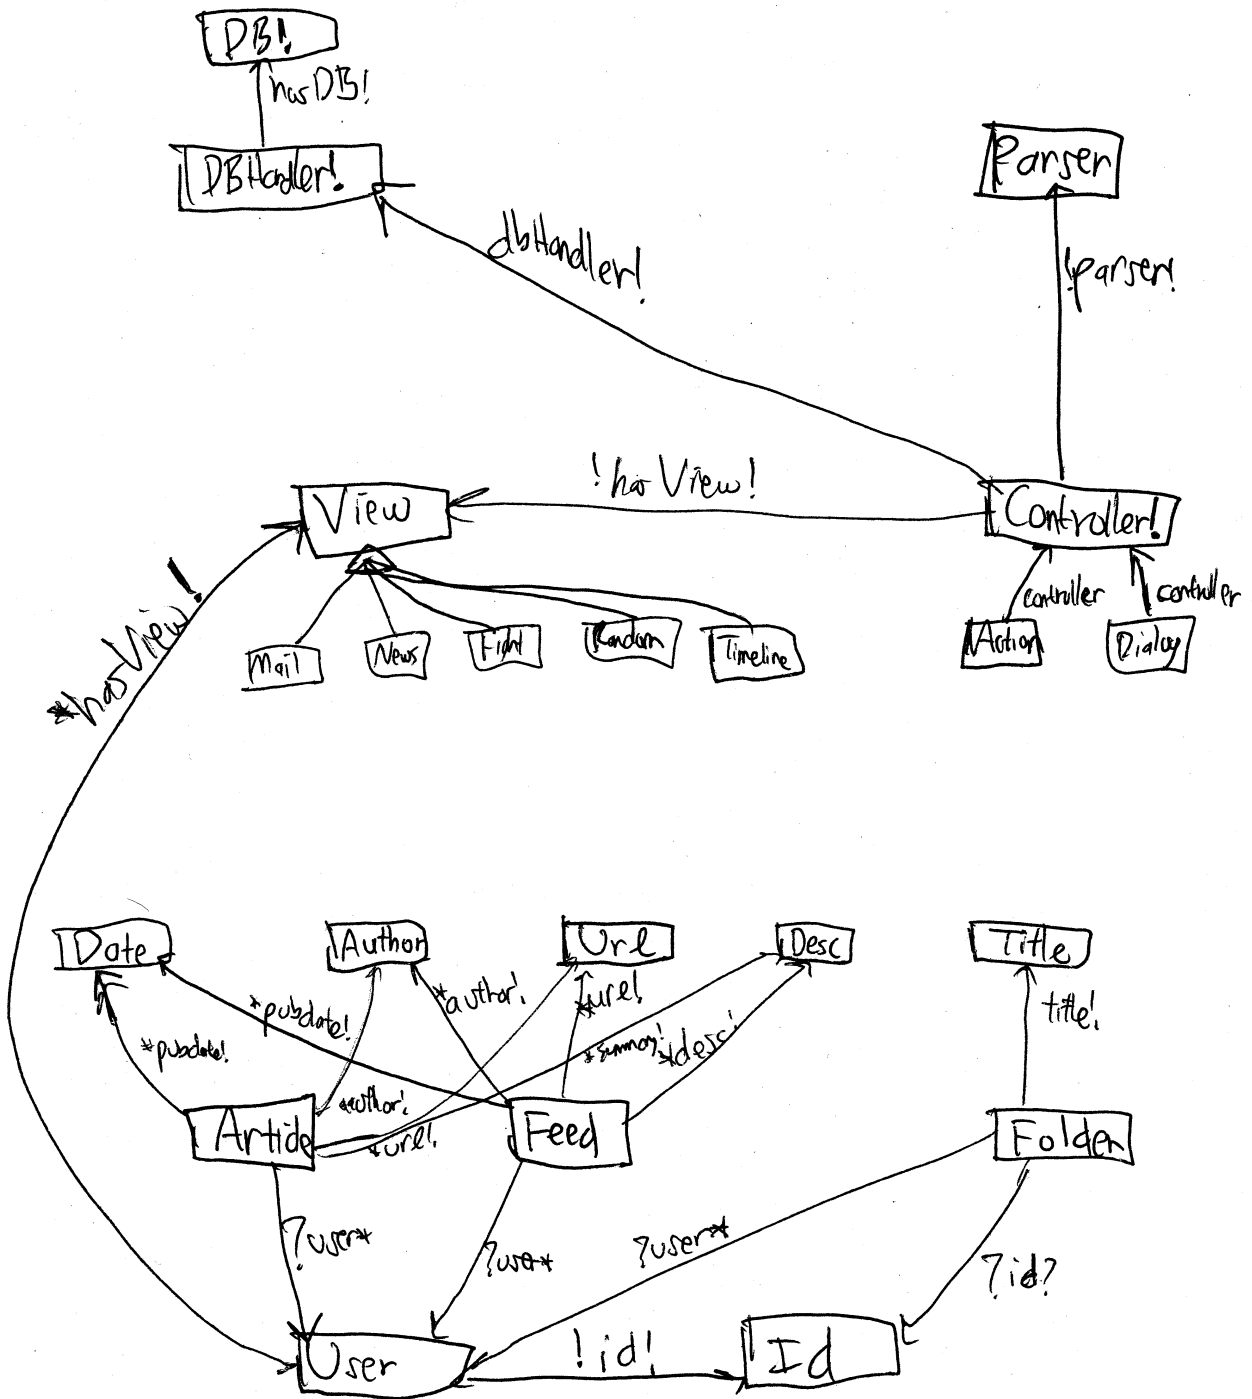 DB!
hasDB!
DBHandler!
Parser
dbHandler!
!parser!
!hasView!
View
Controller!
controller
controller
Mail
News
Fight
Random
Timeline
Action
Dialog
*hasView!
Date
Author
Url
Desc
Title
*pubdate!
*author!
*url!
*summary!
*desc!
title!
*pubdate!
*author!
*url!
Article
Feed
Folder
?user*
?user*
?user*
?id?
User
!id!
Id